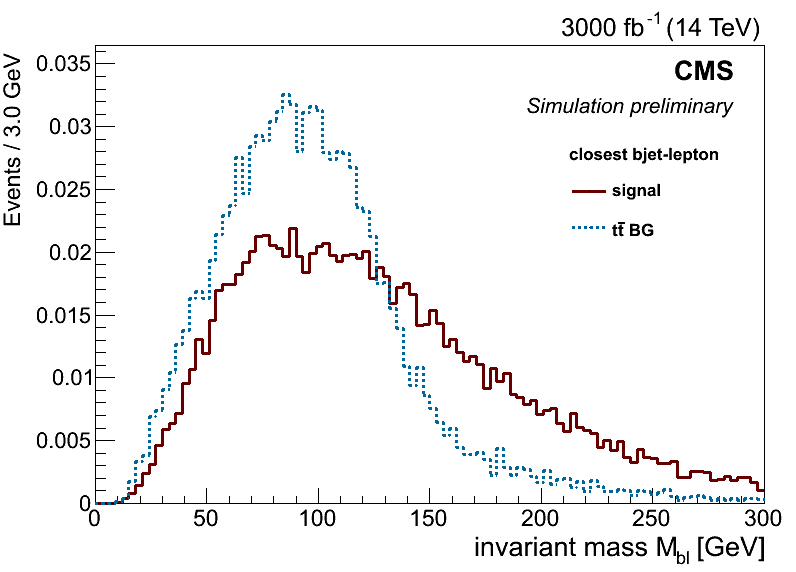 3000 fb⁻¹ (14 TeV)
CMS
Simulation preliminary
closest bjet-lepton
signal
tt̄ BG
Events / 3.0 GeV
0.035
0.03
0.025
0.02
0.015
0.01
0.005
0
0 50 100 150 200 250 300
invariant mass M_bl [GeV]